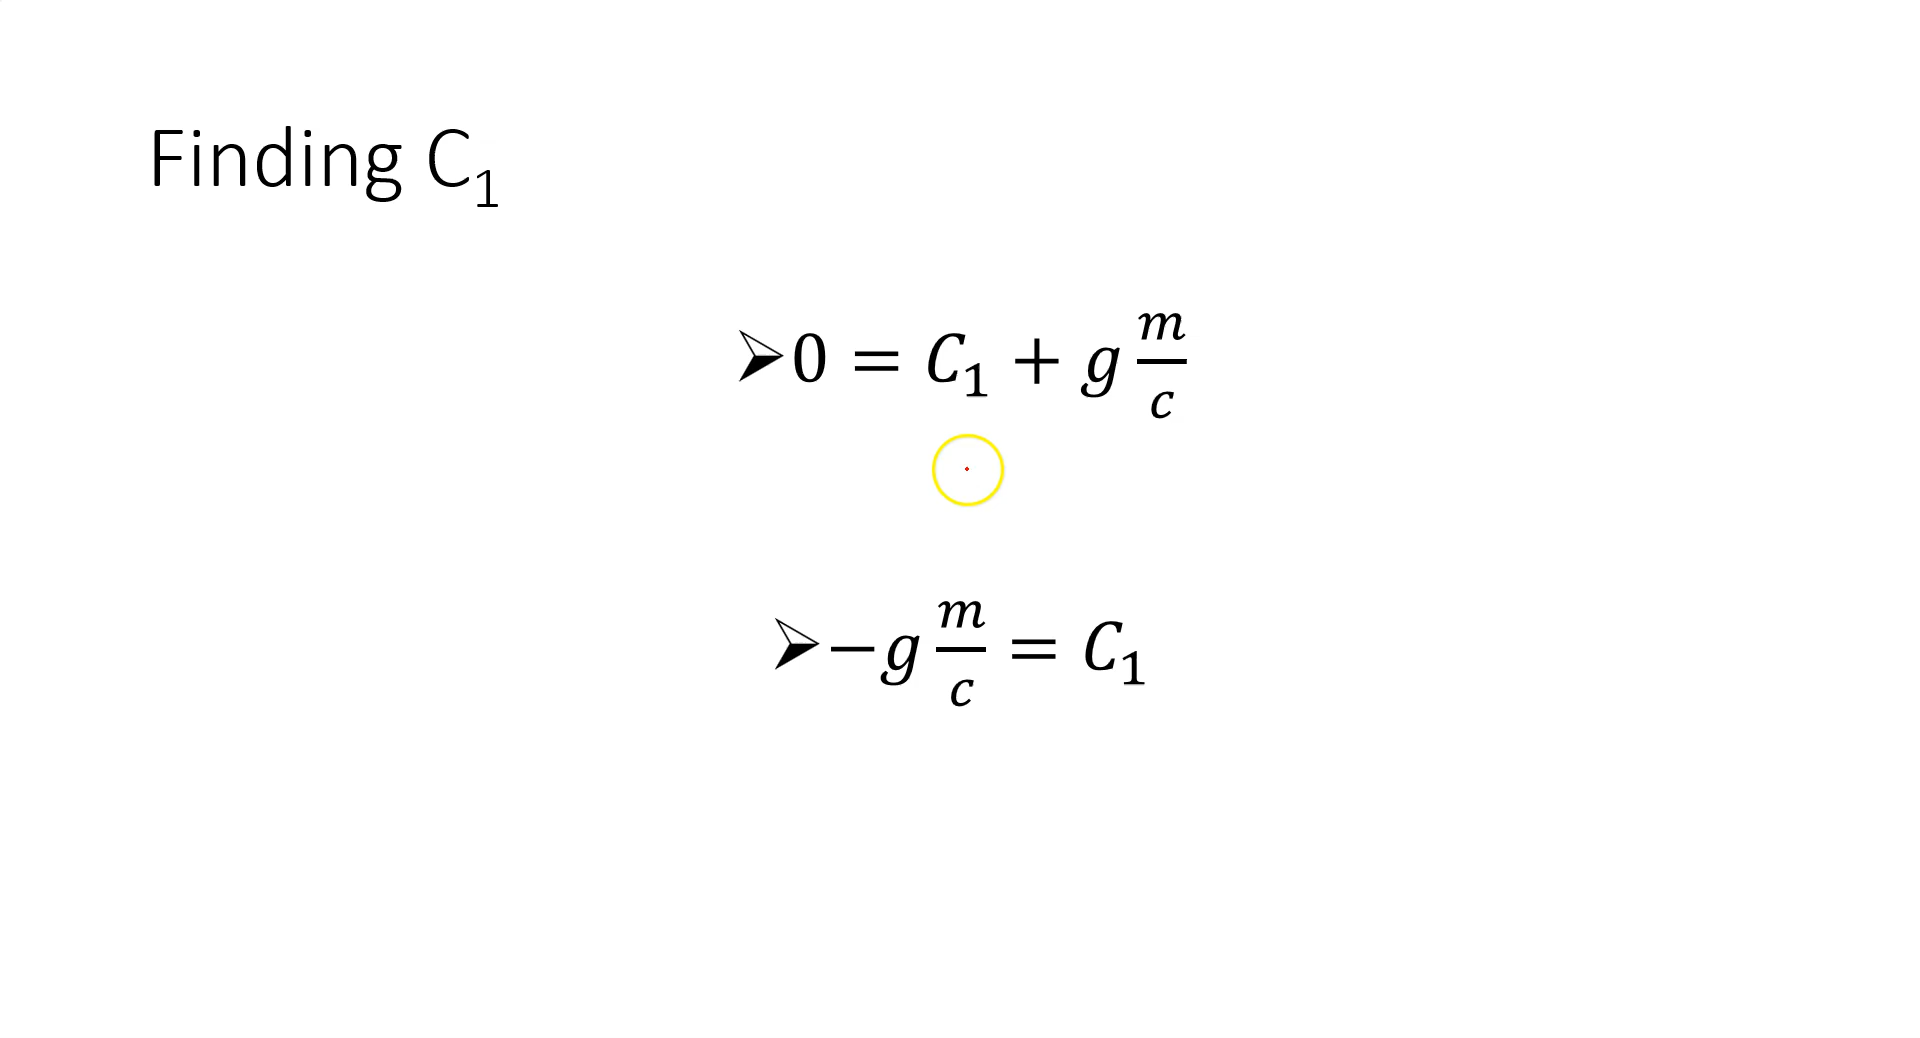 Finding C₁
➢0 = C₁ + g m/c
➢−g m/c = C₁